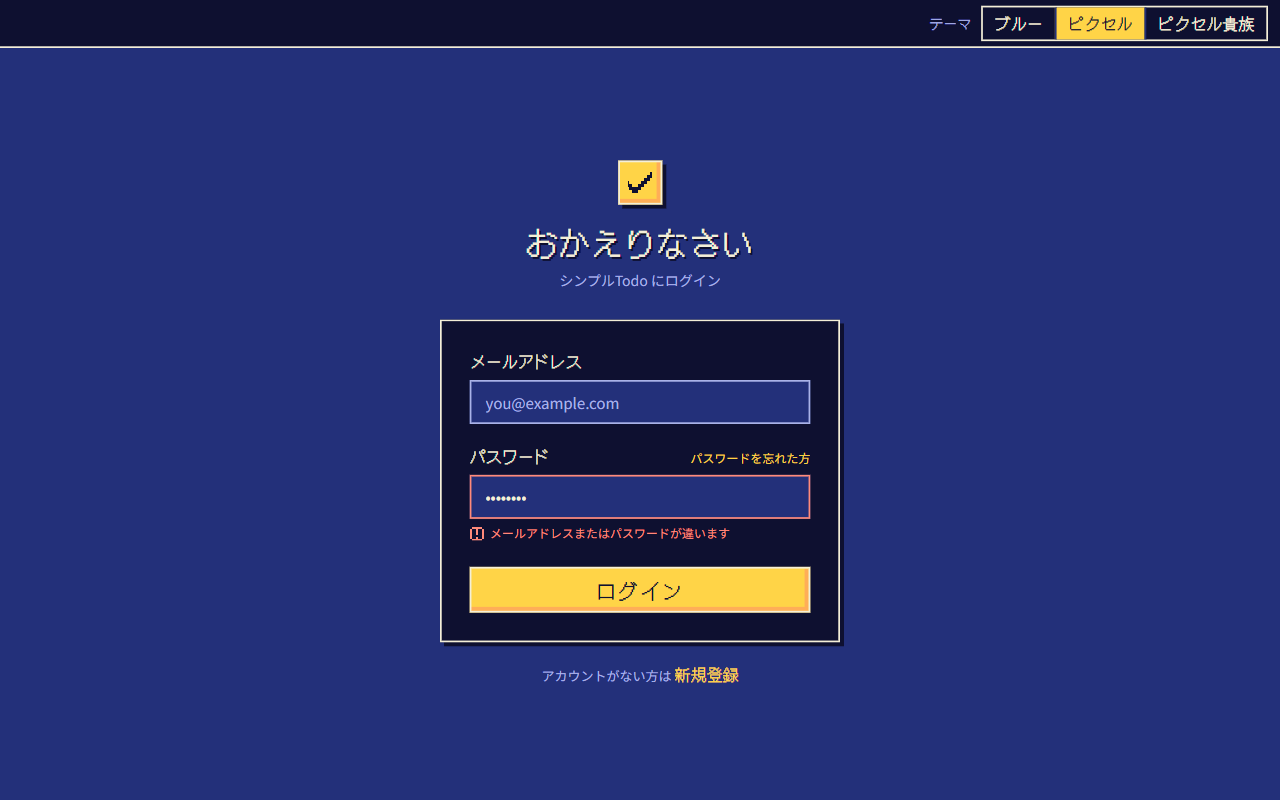 テーマ ブルー ピクセル ピクセル貴族
おかえりなさい
シンプルTodo にログイン
メールアドレス
you@example.com
パスワード パスワードを忘れた方
••••••••
メールアドレスまたはパスワードが違います
ログイン
アカウントがない方は 新規登録